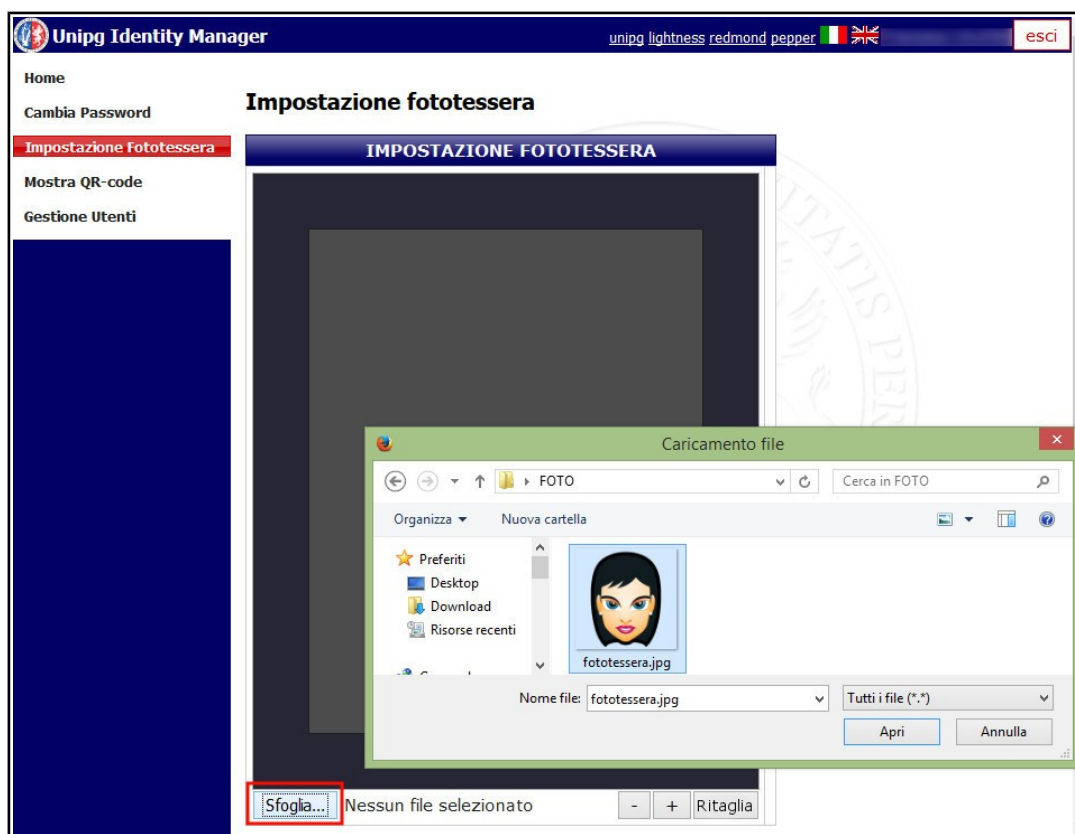 Unipg Identity Manager
unipg lightness redmond pepper
esci
Home
Cambia Password
Impostazione Fototessera
Mostra QR-code
Gestione Utenti
Impostazione fototessera
IMPOSTAZIONE FOTOTESSERA
Caricamento file
FOTO
Cerca in FOTO
Organizza
Nuova cartella
Preferiti
Desktop
Download
Risorse recenti
fototessera.jpg
Nome file:
fototessera.jpg
Tutti i file (*.*)
Apri
Annulla
Sfoglia...
Nessun file selezionato
- + Ritaglia